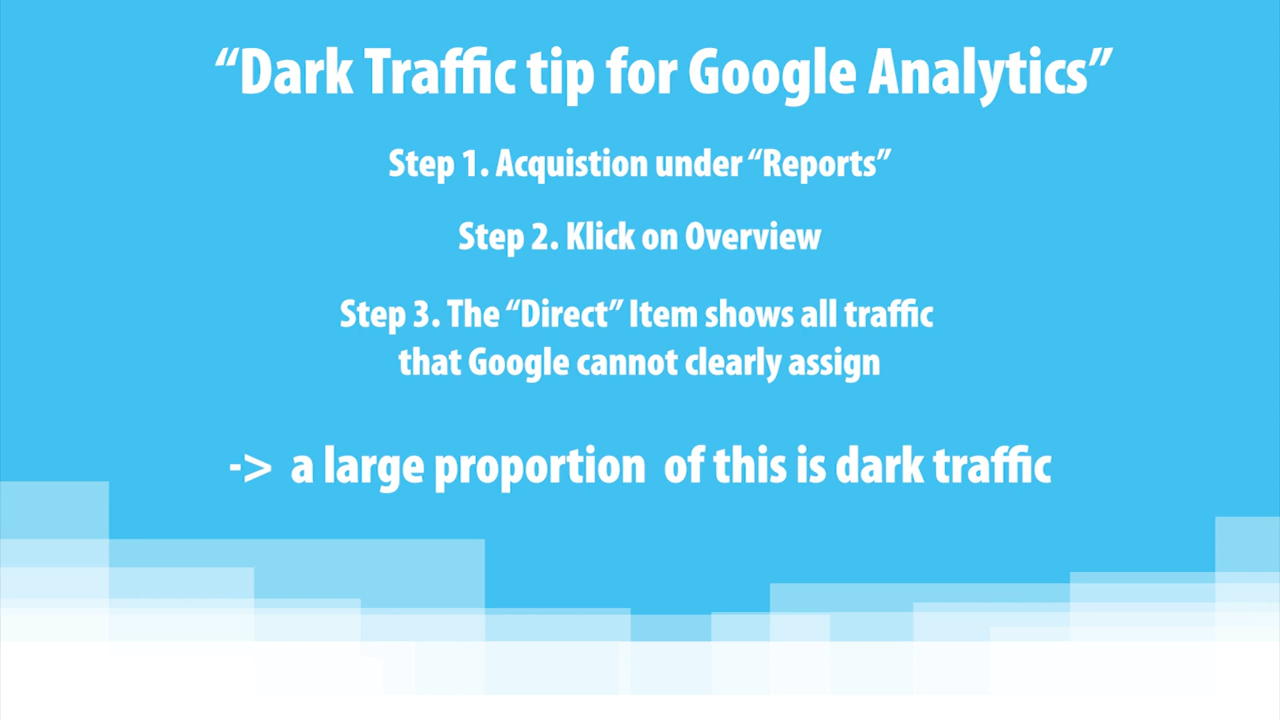 “Dark Traffic tip for Google Analytics”
Step 1. Acquistion under “Reports”
Step 2. Klick on Overview
Step 3. The “Direct” Item shows all traffic
that Google cannot clearly assign
-> a large proportion of this is dark traffic